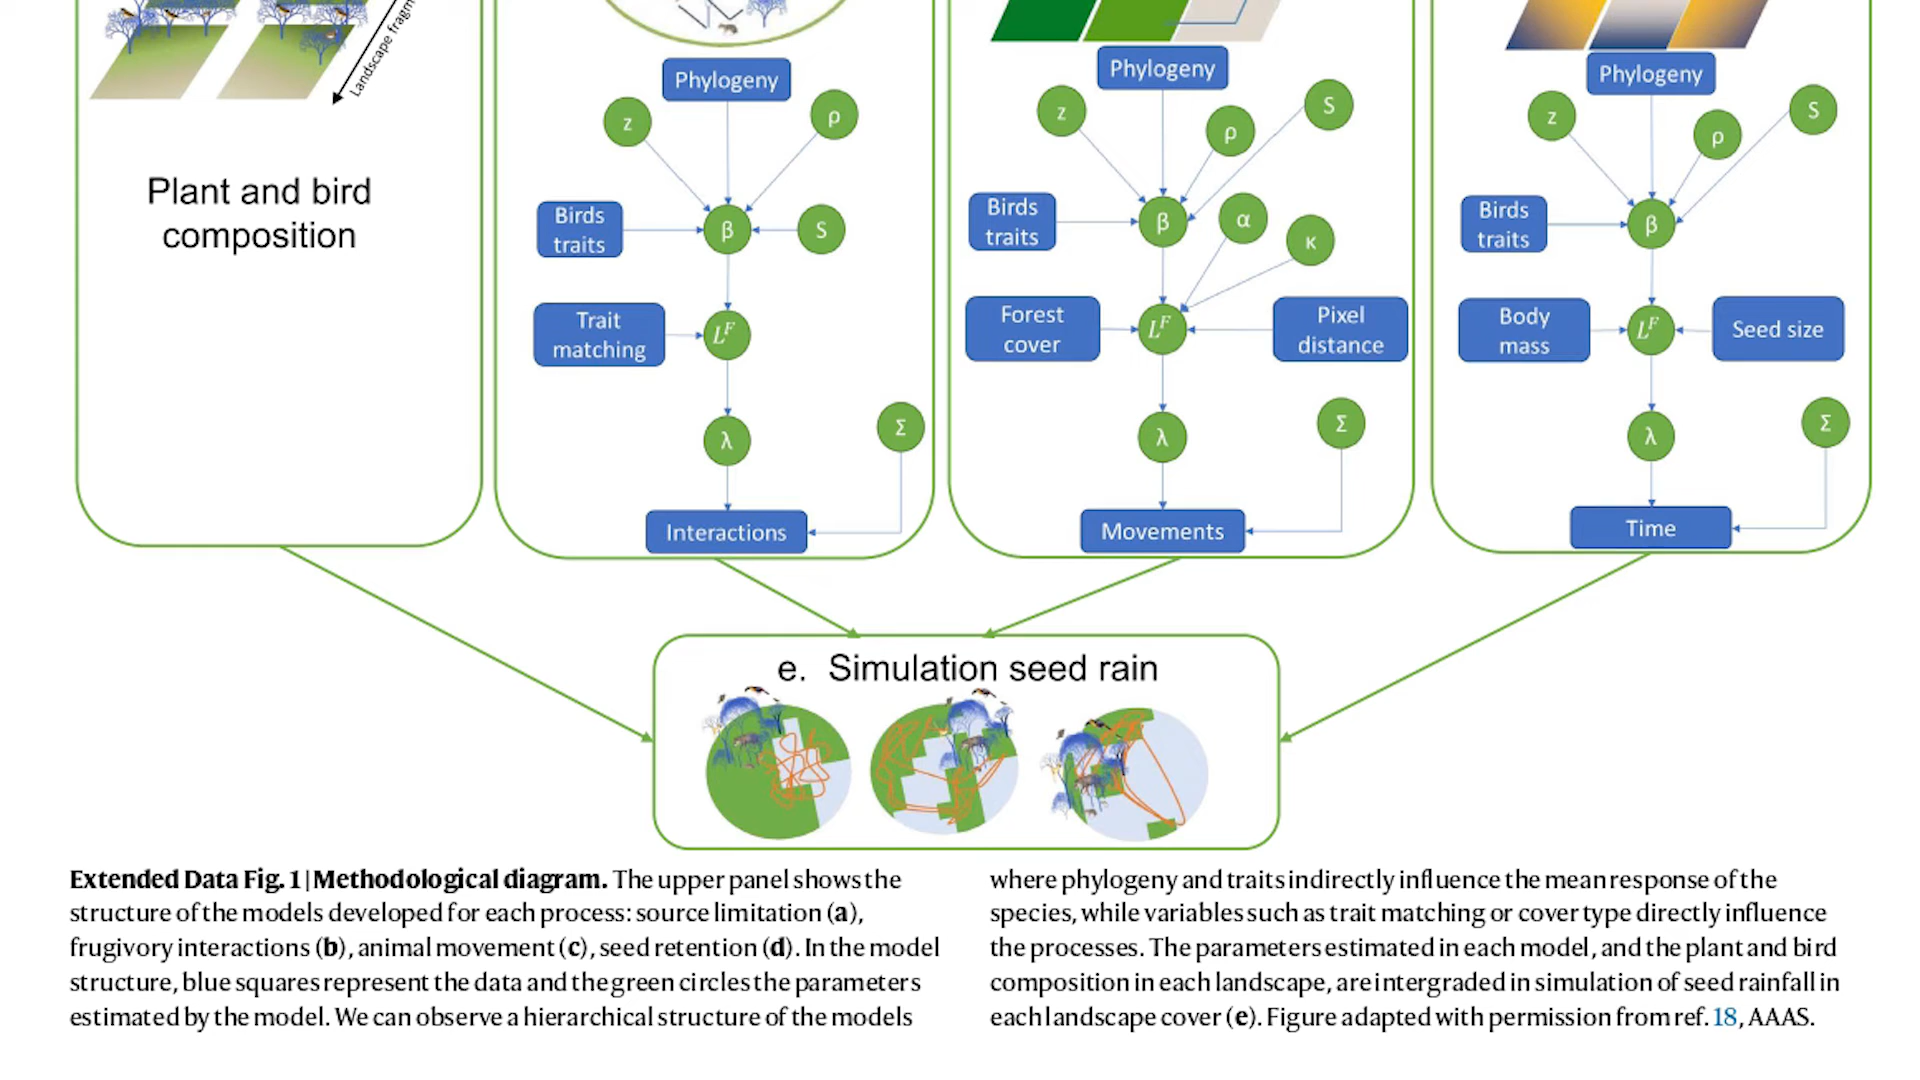 Landscape fragm
Plant and bird
composition
Phylogeny
z
ρ
Birds
traits
β
S
Trait
matching
L^F
λ
Σ
Interactions
Phylogeny
z
ρ
S
Birds
traits
β
α
κ
Forest
cover
L^F
Pixel
distance
λ
Σ
Movements
Phylogeny
z
ρ
S
Birds
traits
β
Body
mass
L^F
Seed size
λ
Σ
Time
e. Simulation seed rain
Extended Data Fig. 1 | Methodological diagram. The upper panel shows the
structure of the models developed for each process: source limitation (a),
frugivory interactions (b), animal movement (c), seed retention (d). In the model
structure, blue squares represent the data and the green circles the parameters
estimated by the model. We can observe a hierarchical structure of the models
where phylogeny and traits indirectly influence the mean response of the
species, while variables such as trait matching or cover type directly influence
the processes. The parameters estimated in each model, and the plant and bird
composition in each landscape, are intergraded in simulation of seed rainfall in
each landscape cover (e). Figure adapted with permission from ref. 18, AAAS.